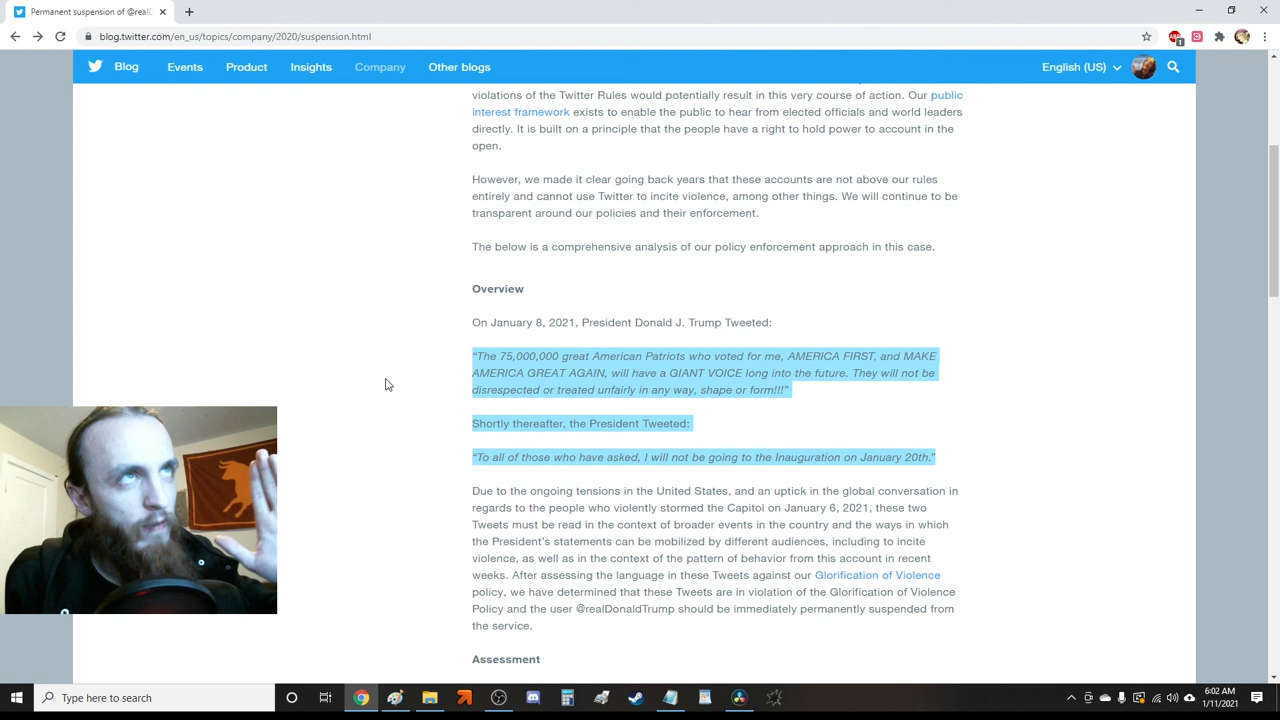 Permanent suspension of @realD
blog.twitter.com/en_us/topics/company/2020/suspension.html
1
Blog Events Product Insights Company Other blogs English (US)
violations of the Twitter Rules would potentially result in this very course of action. Our public
interest framework exists to enable the public to hear from elected officials and world leaders
directly. It is built on a principle that the people have a right to hold power to account in the
open.
However, we made it clear going back years that these accounts are not above our rules
entirely and cannot use Twitter to incite violence, among other things. We will continue to be
transparent around our policies and their enforcement.
The below is a comprehensive analysis of our policy enforcement approach in this case.
Overview
On January 8, 2021, President Donald J. Trump Tweeted:
“The 75,000,000 great American Patriots who voted for me, AMERICA FIRST, and MAKE
AMERICA GREAT AGAIN, will have a GIANT VOICE long into the future. They will not be
disrespected or treated unfairly in any way, shape or form!!!”
Shortly thereafter, the President Tweeted:
“To all of those who have asked, I will not be going to the Inauguration on January 20th.”
Due to the ongoing tensions in the United States, and an uptick in the global conversation in
regards to the people who violently stormed the Capitol on January 6, 2021, these two
Tweets must be read in the context of broader events in the country and the ways in which
the President's statements can be mobilized by different audiences, including to incite
violence, as well as in the context of the pattern of behavior from this account in recent
weeks. After assessing the language in these Tweets against our Glorification of Violence
policy, we have determined that these Tweets are in violation of the Glorification of Violence
Policy and the user @realDonaldTrump should be immediately permanently suspended from
the service.
Assessment
Type here to search
6:02 AM
1/11/2021